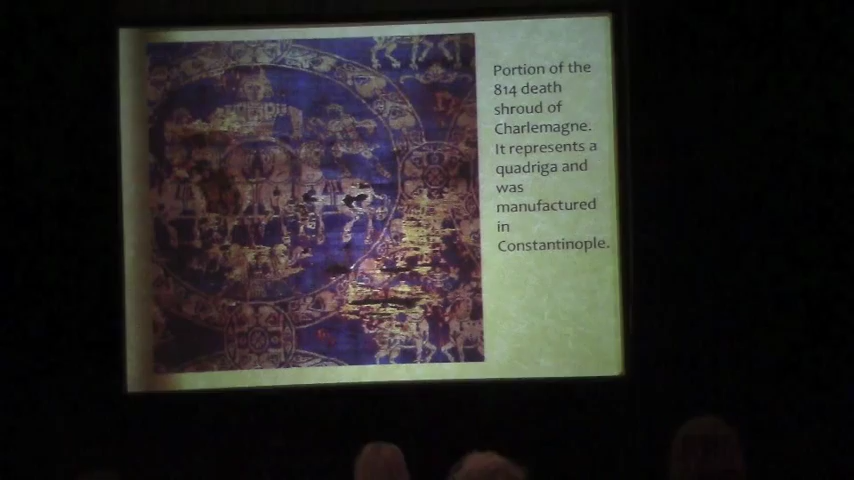 Portion of the
814 death
shroud of
Charlemagne.
It represents a
quadriga and
was
manufactured
in
Constantinople.